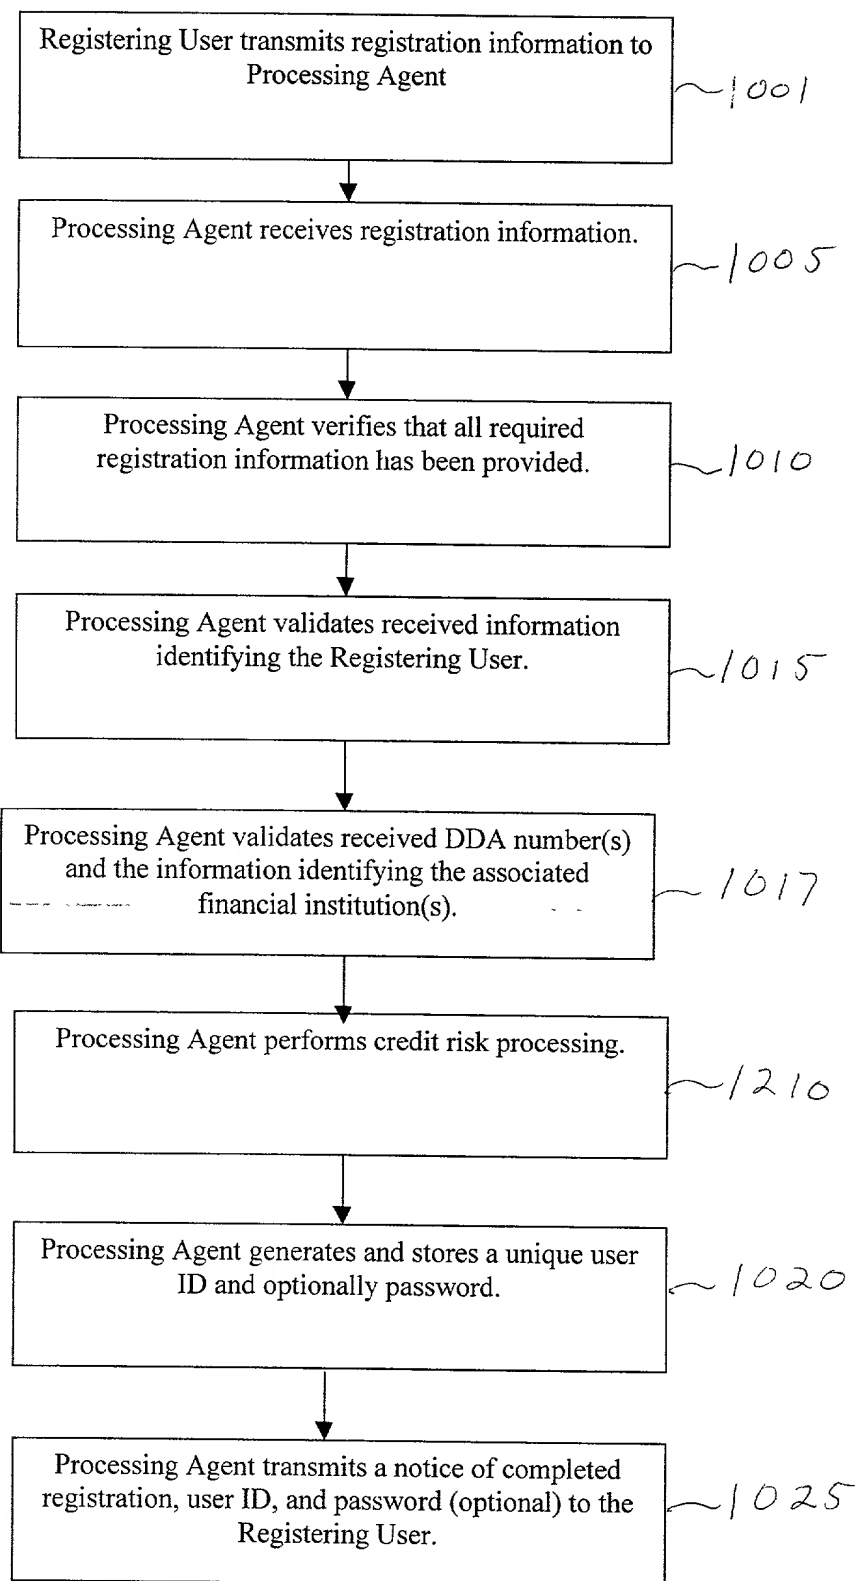 Registering User transmits registration information to
Processing Agent
1001
Processing Agent receives registration information.
1005
Processing Agent verifies that all required
registration information has been provided.
1010
Processing Agent validates received information
identifying the Registering User.
1015
Processing Agent validates received DDA number(s)
and the information identifying the associated
financial institution(s).
1017
Processing Agent performs credit risk processing.
1210
Processing Agent generates and stores a unique user
ID and optionally password.
1020
Processing Agent transmits a notice of completed
registration, user ID, and password (optional) to the
Registering User.
1025